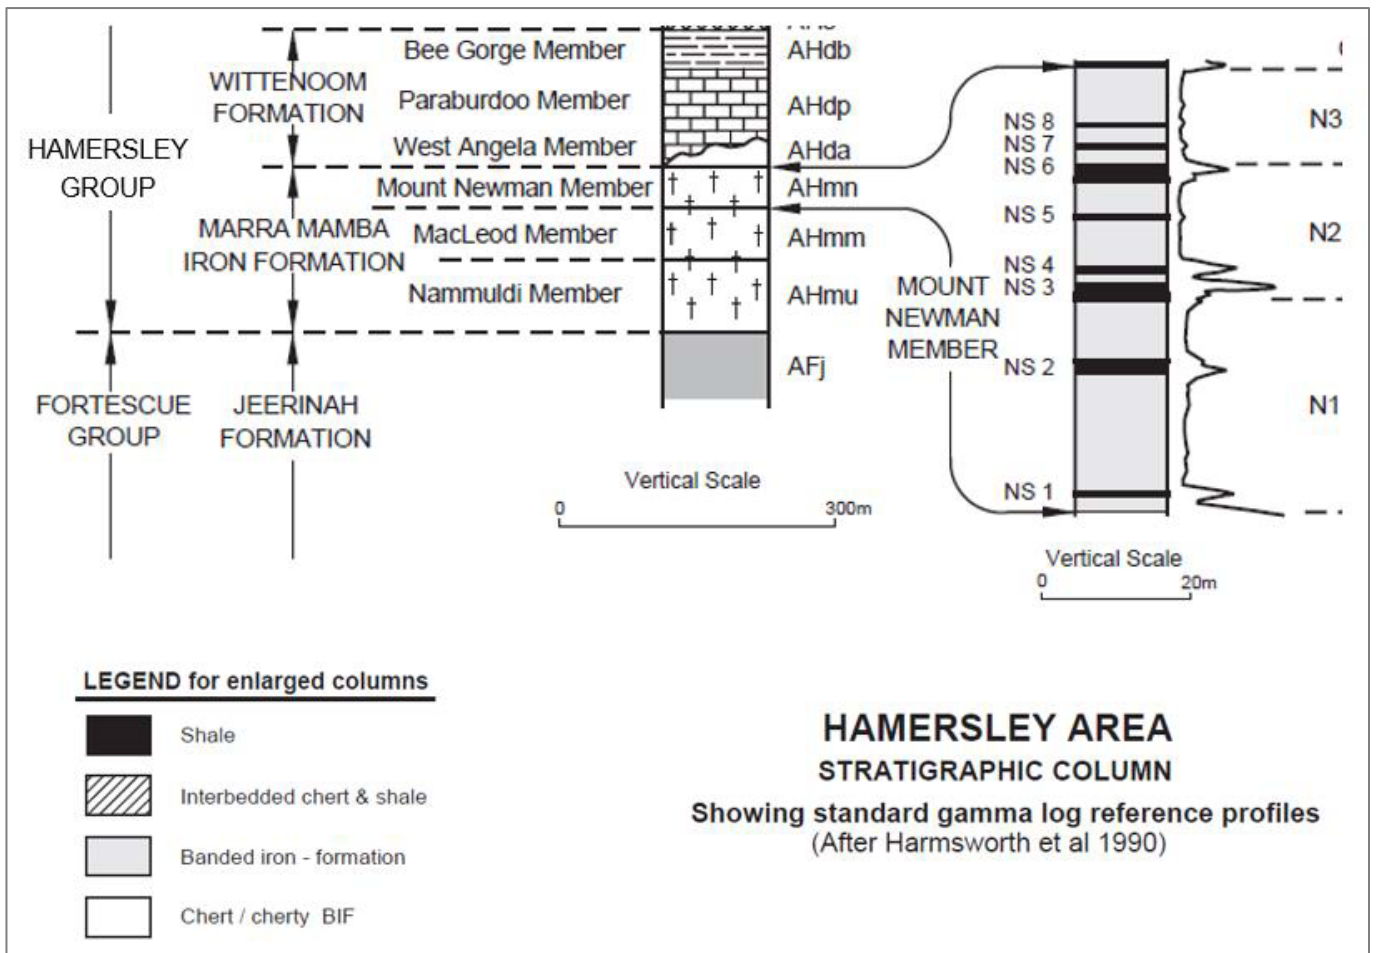 Bee Gorge Member
AHdb
WITTENOOM
FORMATION
Paraburdoo Member
AHdp
West Angela Member
AHda
HAMERSLEY
GROUP
Mount Newman Member
AHmn
MARRA MAMBA
IRON FORMATION
MacLeod Member
AHmm
Nammuldi Member
AHmu
FORTESCUE
GROUP
JEERINAH
FORMATION
AFj
Vertical Scale
0 300m
MOUNT
NEWMAN
MEMBER
NS 8
NS 7
NS 6
NS 5
NS 4
NS 3
NS 2
NS 1
N3
N2
N1
Vertical Scale
0 20m
LEGEND for enlarged columns
Shale
Interbedded chert & shale
Banded iron - formation
Chert / cherty BIF
HAMERSLEY AREA
STRATIGRAPHIC COLUMN
Showing standard gamma log reference profiles
(After Harmsworth et al 1990)